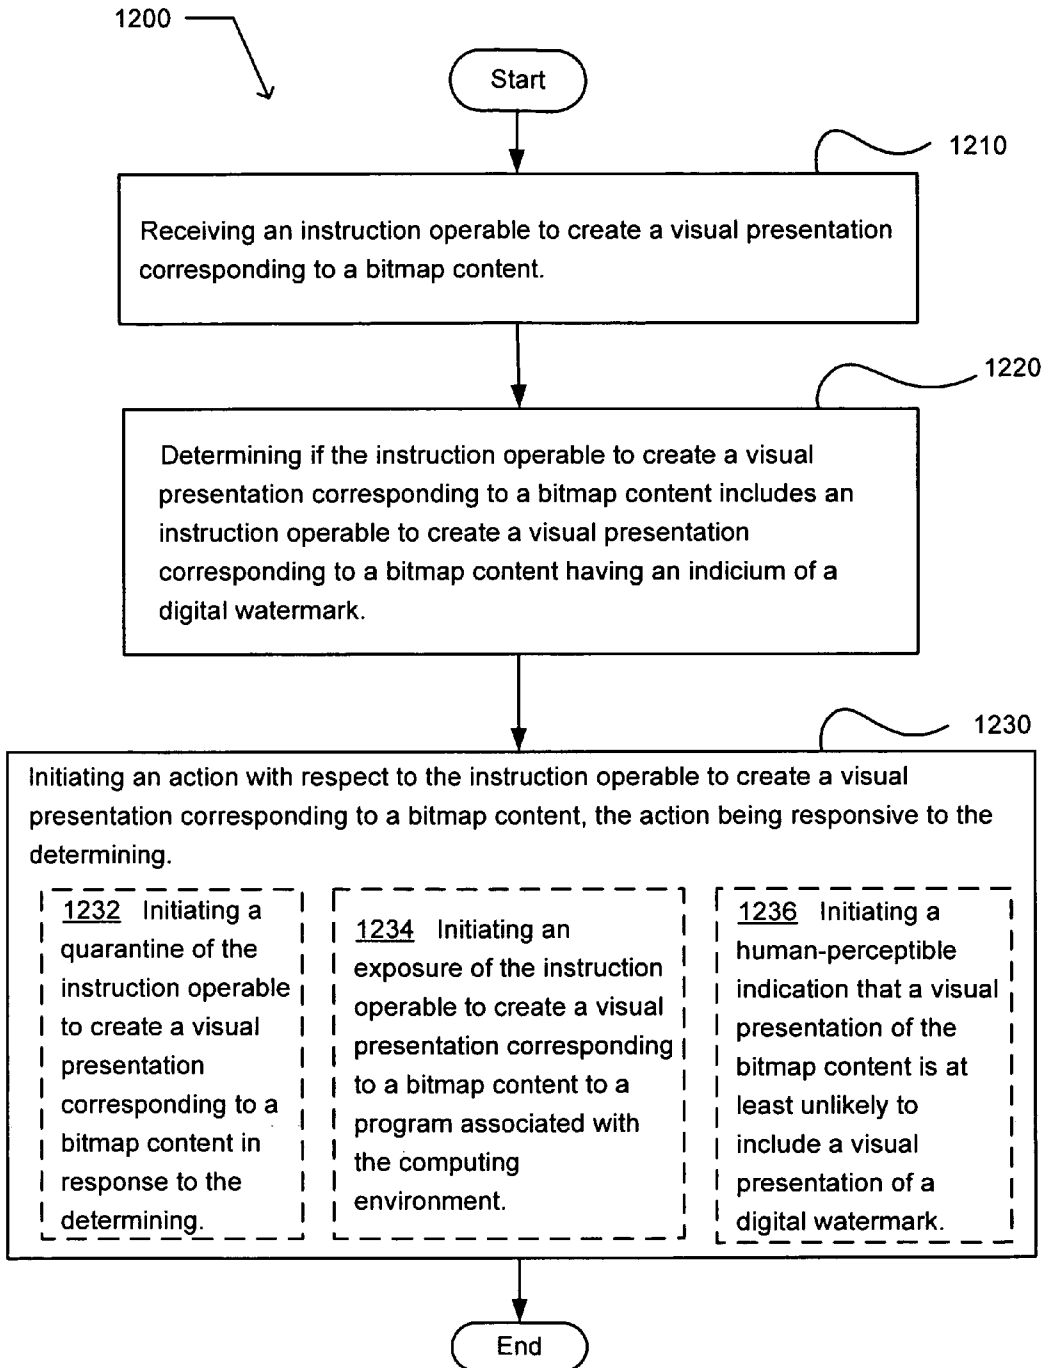 1200
Start
1210
Receiving an instruction operable to create a visual presentation
corresponding to a bitmap content.
1220
Determining if the instruction operable to create a visual
presentation corresponding to a bitmap content includes an
instruction operable to create a visual presentation
corresponding to a bitmap content having an indicium of a
digital watermark.
1230
Initiating an action with respect to the instruction operable to create a visual
presentation corresponding to a bitmap content, the action being responsive to the
determining.
1232 Initiating a
quarantine of the
instruction operable
to create a visual
presentation
corresponding to a
bitmap content in
response to the
determining.
1234 Initiating an
exposure of the instruction
operable to create a visual
presentation corresponding
to a bitmap content to a
program associated with
the computing
environment.
1236 Initiating a
human-perceptible
indication that a visual
presentation of the
bitmap content is at
least unlikely to
include a visual
presentation of a
digital watermark.
End